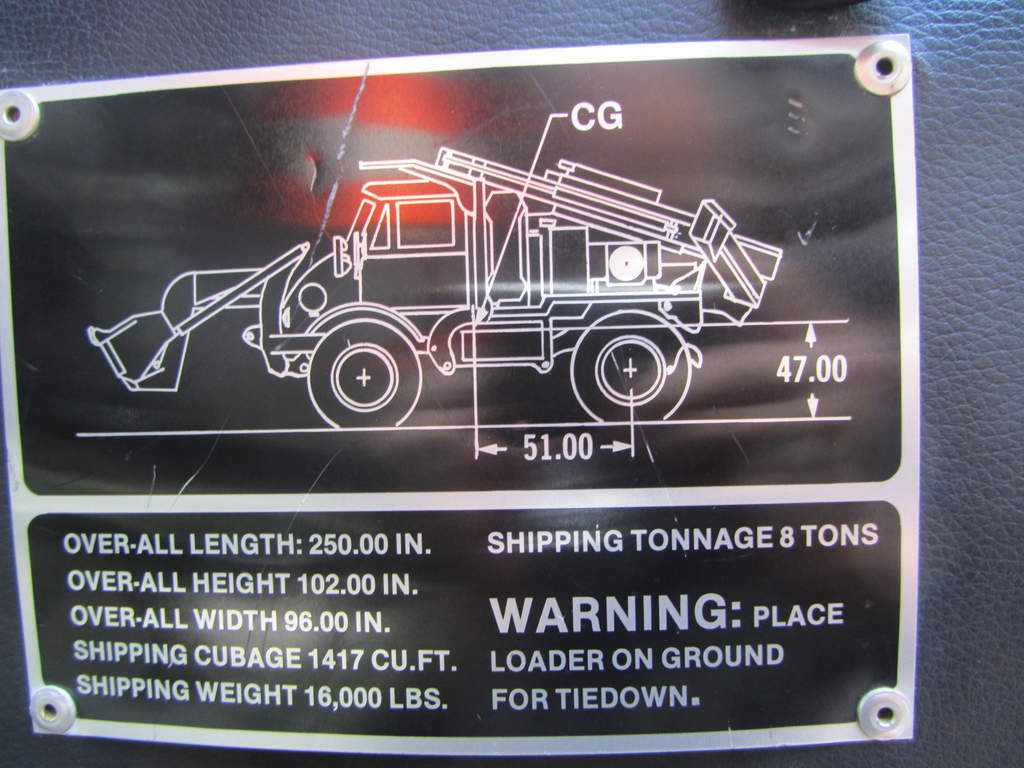 CG
47.00
51.00
OVER-ALL LENGTH: 250.00 IN.
OVER-ALL HEIGHT 102.00 IN.
OVER-ALL WIDTH 96.00 IN.
SHIPPING CUBAGE 1417 CU.FT.
SHIPPING WEIGHT 16,000 LBS.
SHIPPING TONNAGE 8 TONS
WARNING: PLACE
LOADER ON GROUND
FOR TIEDOWN.